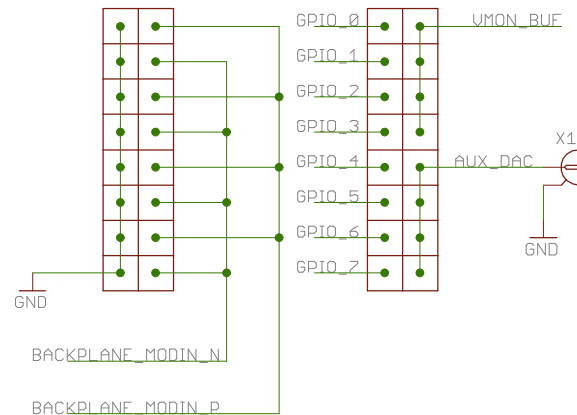 GPIO_0
VMON_BUF
GPIO_1
GPIO_2
GPIO_3
X1
GPIO_4
AUX_DAC
GPIO_5
GPIO_6
GND
GPIO_7
GND
BACKPLANE_MODIN_N
BACKPLANE_MODIN_P